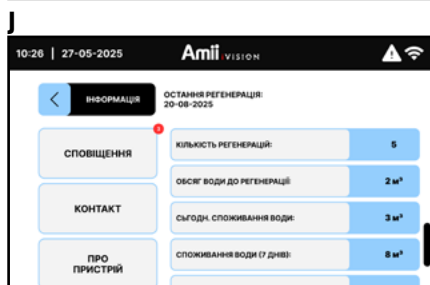 J
10:26 | 27-05-2025 Amii.VISION
ІНФОРМАЦІЯ
ОСТАННЯ РЕГЕНЕРАЦІЯ:
20-08-2025
3
СПОВІЩЕННЯ
КОНТАКТ
ПРО
ПРИСТРІЙ
КІЛЬКІСТЬ РЕГЕНЕРАЦІЙ: 5
ОБСЯГ ВОДИ ДО РЕГЕНЕРАЦІЇ: 2 м³
СЬОГОДН. СПОЖИВАННЯ ВОДИ: 3 м³
СПОЖИВАННЯ ВОДИ (7 ДНІВ): 8 м³